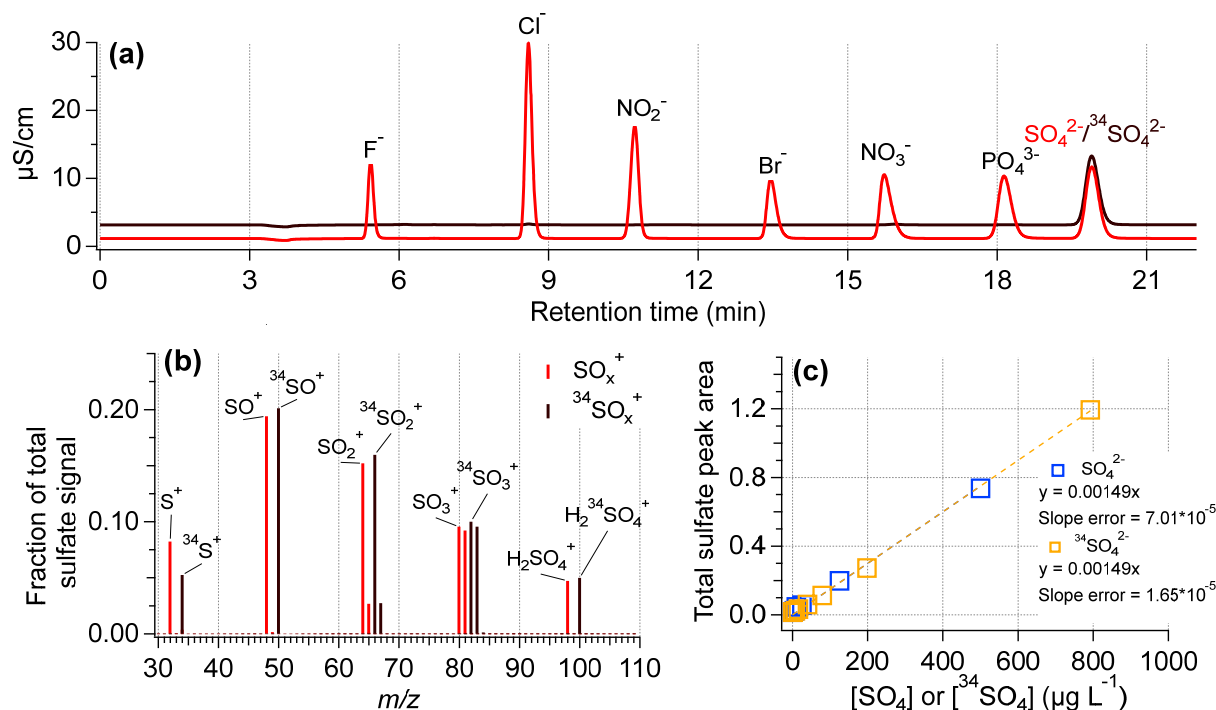 (a)
30
20
10
0
µS/cm
F⁻
Cl⁻
NO₂⁻
Br⁻
NO₃⁻
PO₄³⁻
SO₄²⁻/³⁴SO₄²⁻
0 3 6 9 12 15 18 21
Retention time (min)
(b)
0.20
0.10
0.00
Fraction of total
sulfate signal
S⁺
³⁴S⁺
SO⁺
³⁴SO⁺
SO₂⁺
³⁴SO₂⁺
SO₃⁺
³⁴SO₃⁺
H₂SO₄⁺
H₂³⁴SO₄⁺
SOₓ⁺
³⁴SOₓ⁺
30 40 50 60 70 80 90 100 110
m/z
(c)
1.2
0.8
0.4
0.0
Total sulfate peak area
SO₄²⁻
y = 0.00149x
Slope error = 7.01*10⁻⁵
³⁴SO₄²⁻
y = 0.00149x
Slope error = 1.65*10⁻⁵
0 200 400 600 800 1000
[SO₄] or [³⁴SO₄] (µg L⁻¹)